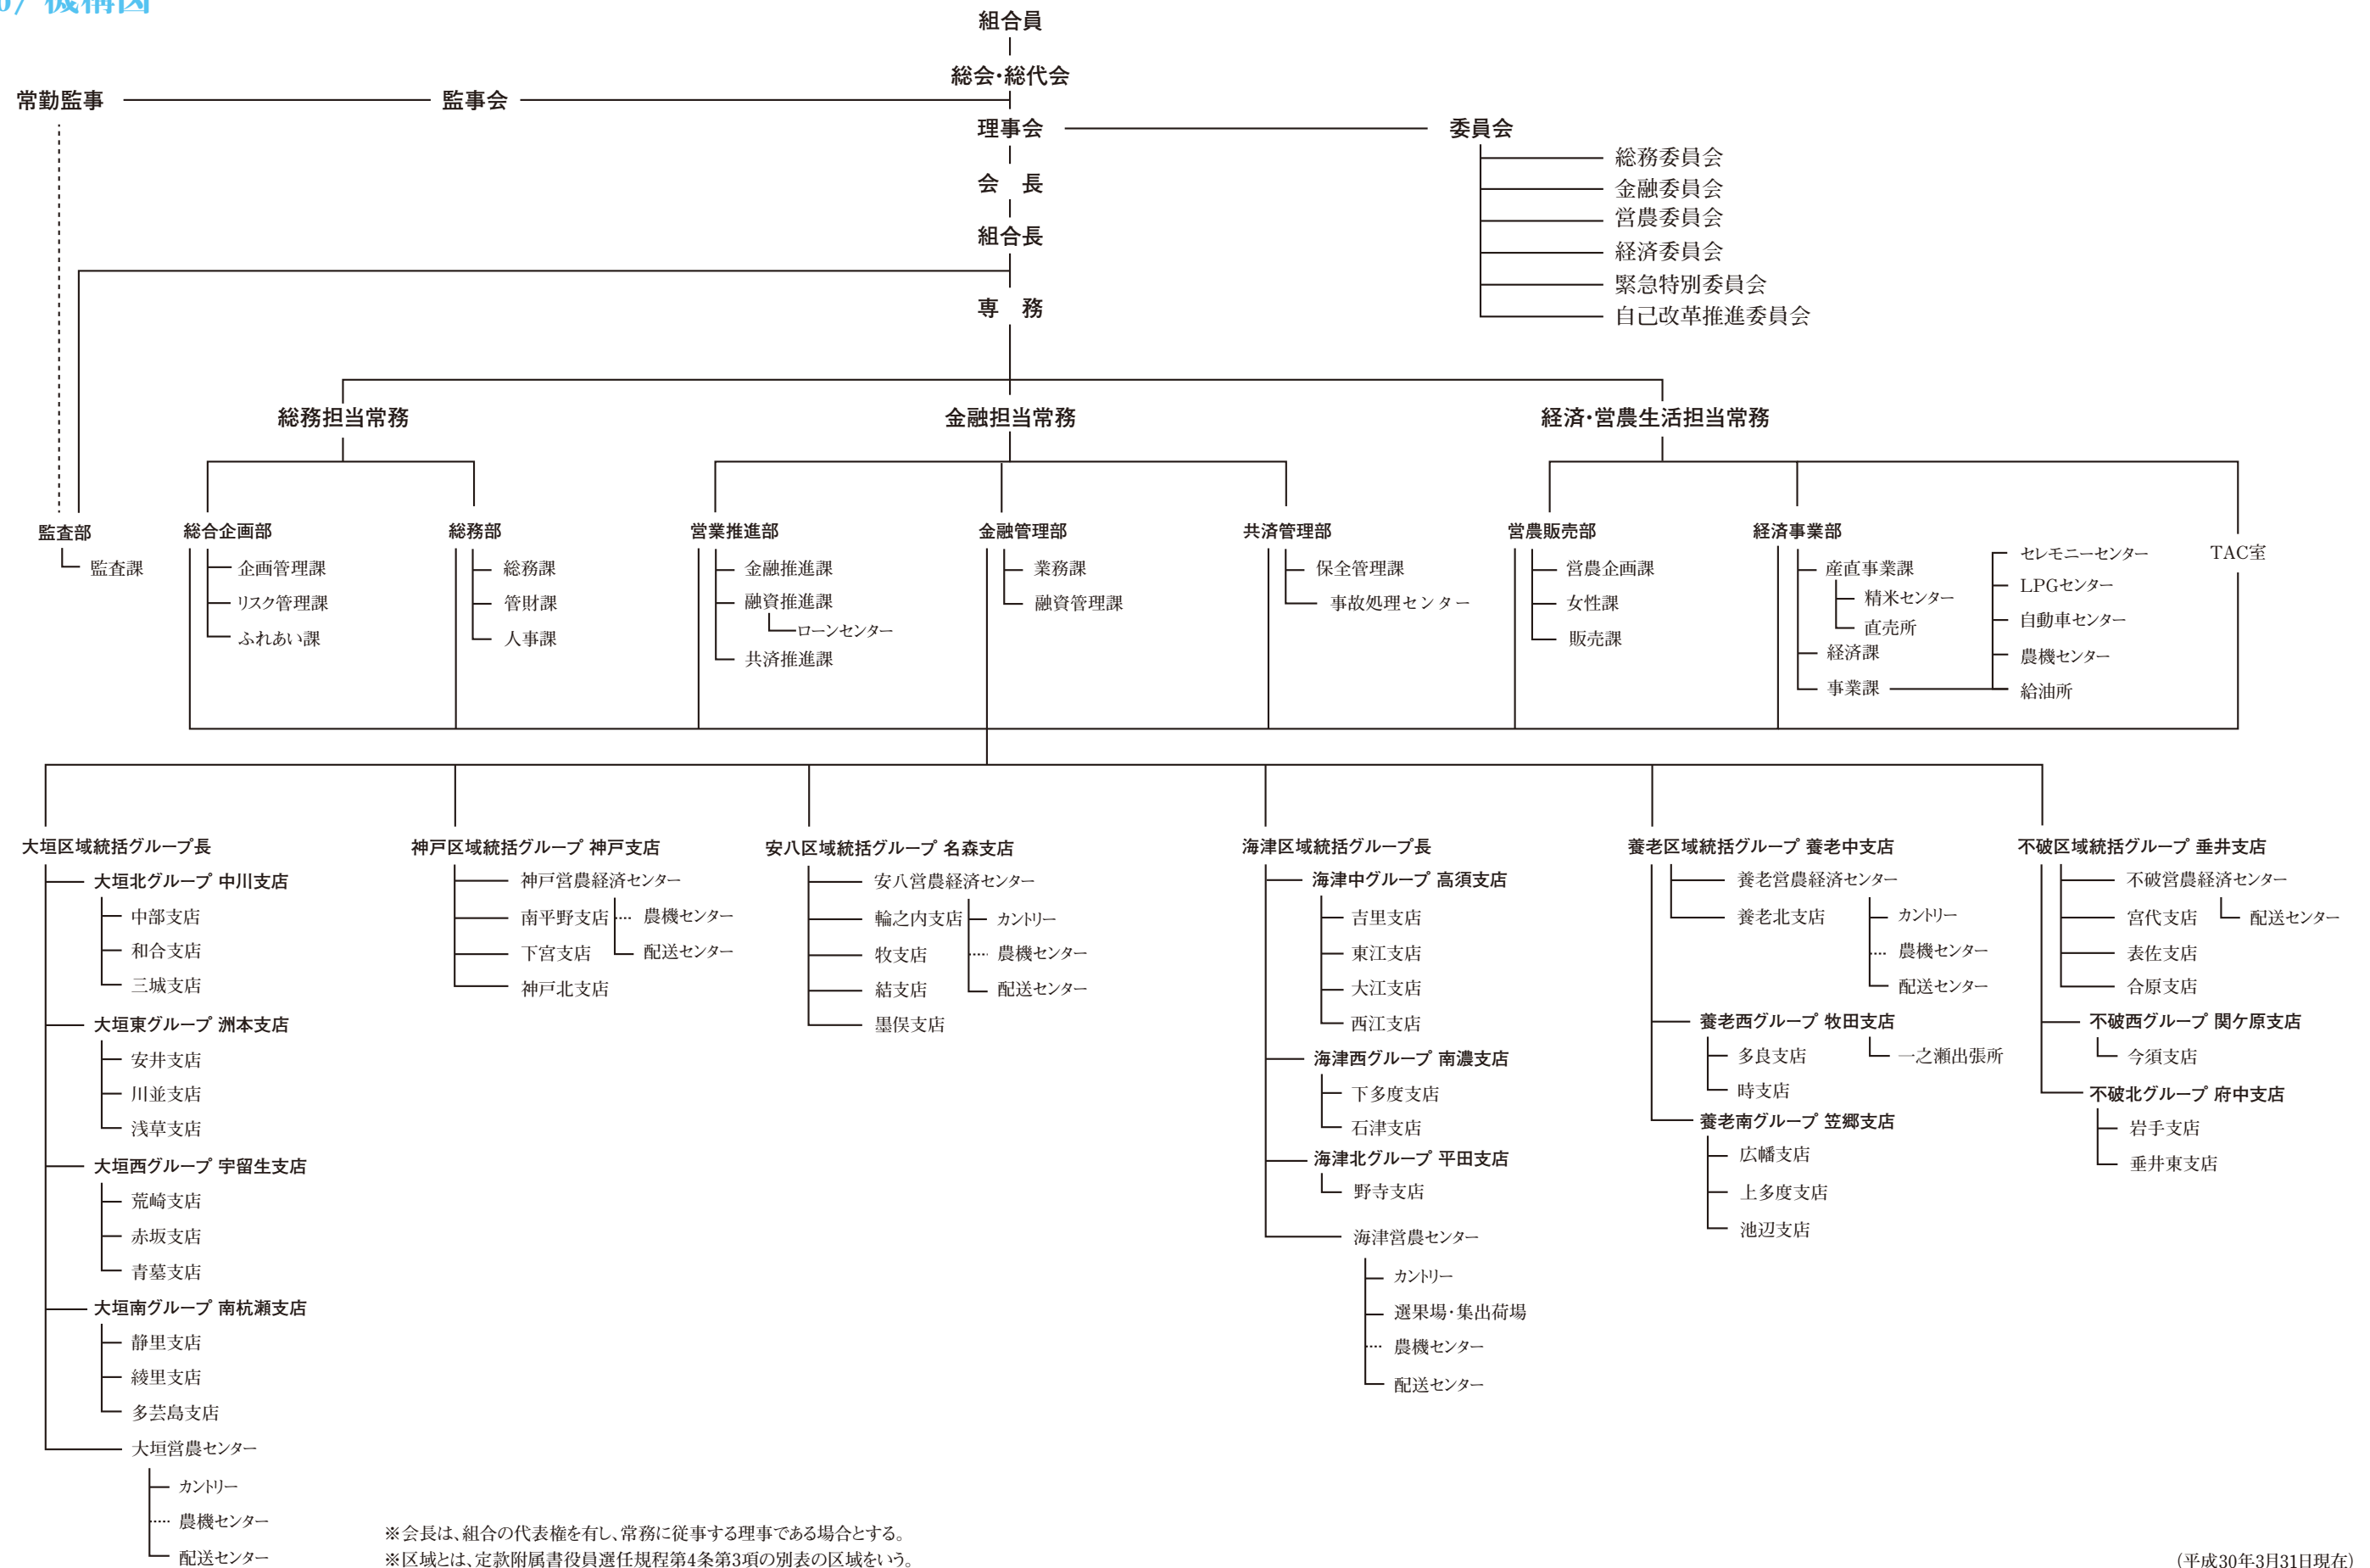 機構図
組合員
総会・総代会
常勤監事
監事会
理事会
委員会
総務委員会
金融委員会
営農委員会
経済委員会
緊急特別委員会
自己改革推進委員会
会　長
組合長
専　務
総務担当常務
金融担当常務
経済・営農生活担当常務
監査部
監査課
総合企画部
企画管理課
リスク管理課
ふれあい課
総務部
総務課
管財課
人事課
営業推進部
金融推進課
融資推進課
ローンセンター
共済推進課
金融管理部
業務課
融資管理課
共済管理部
保全管理課
事故処理センター
営農販売部
営農企画課
女性課
販売課
経済事業部
産直事業課
精米センター
直売所
経済課
事業課
セレモニーセンター
LPGセンター
自動車センター
農機センター
給油所
TAC室
大垣区域統括グループ長
大垣北グループ 中川支店
中部支店
和合支店
三城支店
大垣東グループ 洲本支店
安井支店
川並支店
浅草支店
大垣西グループ 宇留生支店
荒崎支店
赤坂支店
青墓支店
大垣南グループ 南杭瀬支店
静里支店
綾里支店
多芸島支店
大垣営農センター
カントリー
農機センター
配送センター
神戸区域統括グループ 神戸支店
神戸営農経済センター
農機センター
配送センター
南平野支店
下宮支店
神戸北支店
安八区域統括グループ 名森支店
安八営農経済センター
カントリー
農機センター
配送センター
輪之内支店
牧支店
結支店
墨俣支店
海津区域統括グループ長
海津中グループ 高須支店
吉里支店
東江支店
大江支店
西江支店
海津西グループ 南濃支店
下多度支店
石津支店
海津北グループ 平田支店
野寺支店
海津営農センター
カントリー
選果場・集出荷場
農機センター
配送センター
養老区域統括グループ 養老中支店
養老営農経済センター
カントリー
農機センター
配送センター
養老北支店
養老西グループ 牧田支店
一之瀬出張所
多良支店
時支店
養老南グループ 笠郷支店
広幡支店
上多度支店
池辺支店
不破区域統括グループ 垂井支店
不破営農経済センター
配送センター
宮代支店
表佐支店
合原支店
不破西グループ 関ケ原支店
今須支店
不破北グループ 府中支店
岩手支店
垂井東支店
※会長は、組合の代表権を有し、常務に従事する理事である場合とする。
※区域とは、定款附属書役員選任規程第4条第3項の別表の区域をいう。
(平成30年3月31日現在)